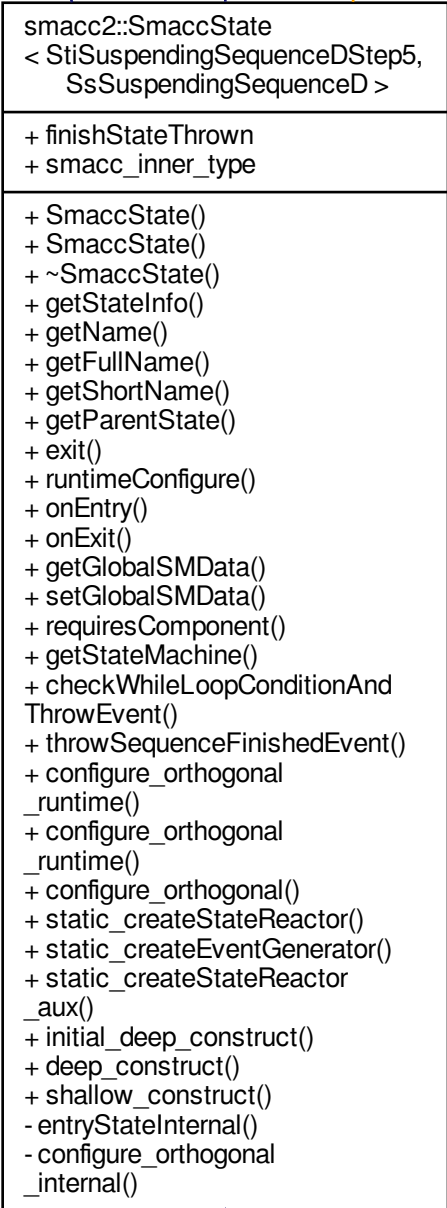 smacc2::SmaccState
< StiSuspendingSequenceDStep5,
SsSuspendingSequenceD >
+ finishStateThrown
+ smacc_inner_type
+ SmaccState()
+ SmaccState()
+ ~SmaccState()
+ getStateInfo()
+ getName()
+ getFullName()
+ getShortName()
+ getParentState()
+ exit()
+ runtimeConfigure()
+ onEntry()
+ onExit()
+ getGlobalSMData()
+ setGlobalSMData()
+ requiresComponent()
+ getStateMachine()
+ checkWhileLoopConditionAnd
ThrowEvent()
+ throwSequenceFinishedEvent()
+ configure_orthogonal
_runtime()
+ configure_orthogonal
_runtime()
+ configure_orthogonal()
+ static_createStateReactor()
+ static_createEventGenerator()
+ static_createStateReactor
_aux()
+ initial_deep_construct()
+ deep_construct()
+ shallow_construct()
- entryStateInternal()
- configure_orthogonal
_internal()